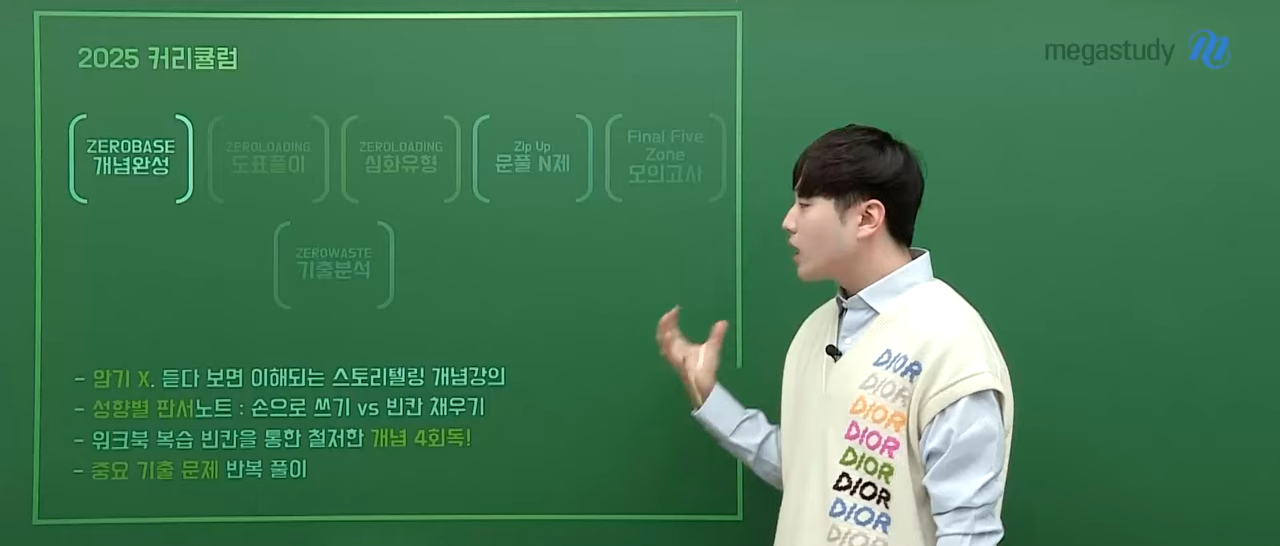 2025 커리큘럼
megastudy
ZEROBASE
개념완성
ZEROLOADING
도표풀이
ZEROLOADING
심화유형
Zip Up
문풀 N제
Final Five
Zone
모의고사
ZEROWASTE
기출분석
- 암기 X. 듣다 보면 이해되는 스토리텔링 개념강의
- 성향별 판서노트 : 손으로 쓰기 vs 빈칸 채우기
- 워크북 복습 빈칸을 통한 철저한 개념 4회독!
- 중요 기출 문제 반복 풀이
DIOR
DIOR
DIOR
DIOR
DIOR
DIOR
DIOR
DIOR